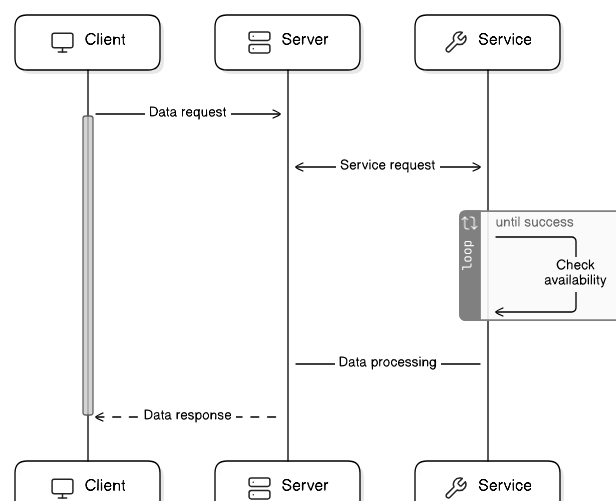 Client
Server
Service
Data request
Service request
loop
until success
Check
availability
Data processing
Data response
Client
Server
Service